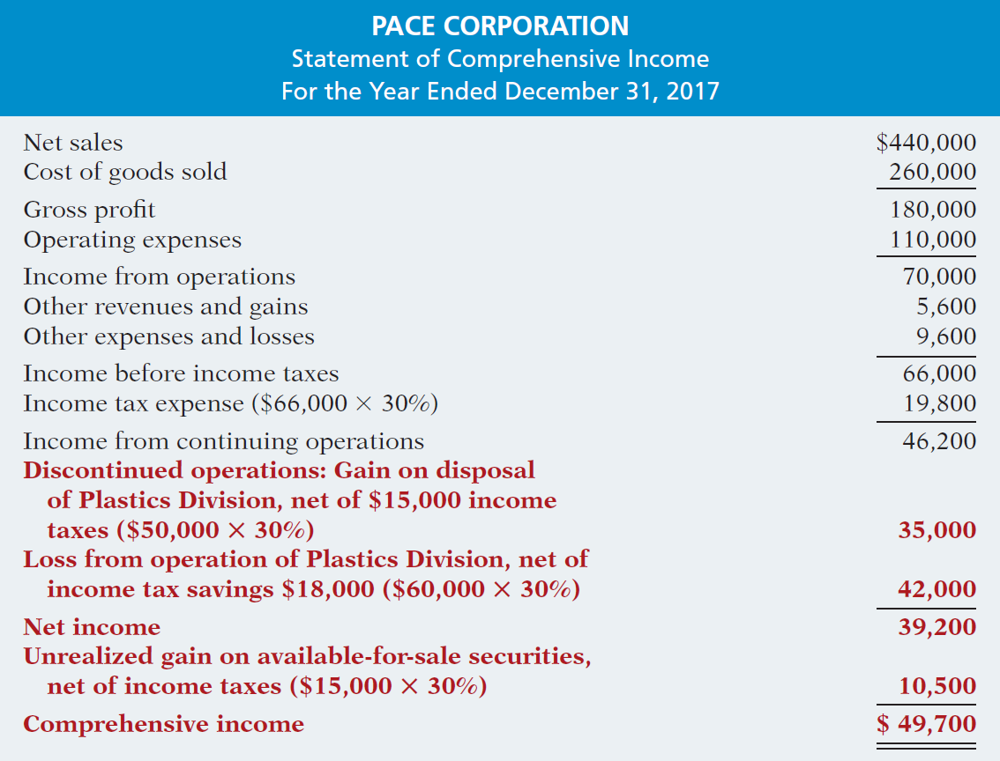 PACE CORPORATION
Statement of Comprehensive Income
For the Year Ended December 31, 2017
Net sales $440,000
Cost of goods sold 260,000
Gross profit 180,000
Operating expenses 110,000
Income from operations 70,000
Other revenues and gains 5,600
Other expenses and losses 9,600
Income before income taxes 66,000
Income tax expense ($66,000 × 30%) 19,800
Income from continuing operations 46,200
Discontinued operations: Gain on disposal
of Plastics Division, net of $15,000 income
taxes ($50,000 × 30%) 35,000
Loss from operation of Plastics Division, net of
income tax savings $18,000 ($60,000 × 30%) 42,000
Net income 39,200
Unrealized gain on available-for-sale securities,
net of income taxes ($15,000 × 30%) 10,500
Comprehensive income $ 49,700